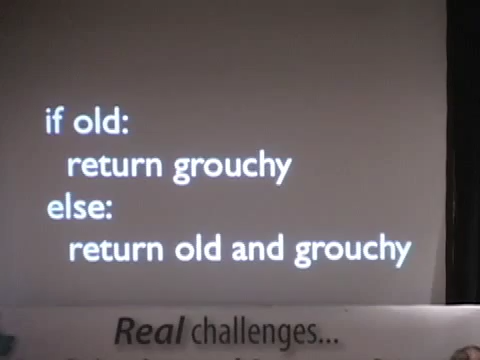 if old:
return grouchy
else:
return old and grouchy
Real challenges...